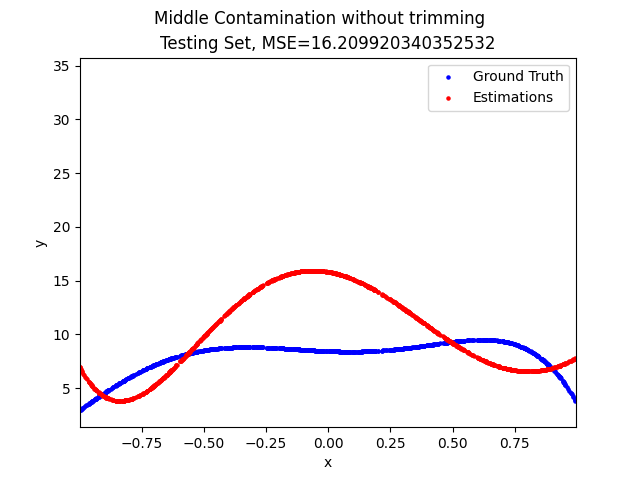 Middle Contamination without trimming
Testing Set, MSE=16.209920340352532
Ground Truth
Estimations
35
30
25
20
15
10
5
y
−0.75
−0.50
−0.25
0.00
0.25
0.50
0.75
x